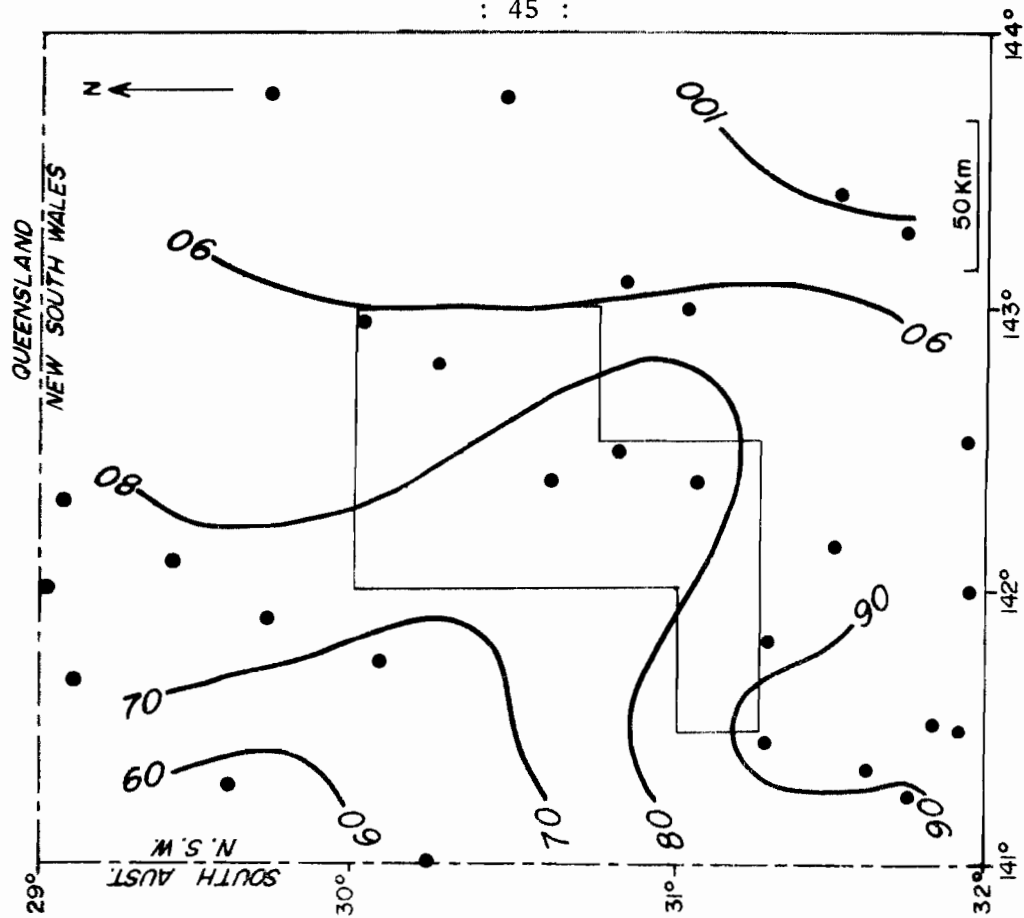 : 45 :
QUEENSLAND
NEW SOUTH WALES
N
144°
100
50 Km
90
143°
90
80
142°
90
70
60
60
70
80
90
N. S. W.
SOUTH AUST.
141°
29°
30°
31°
32°